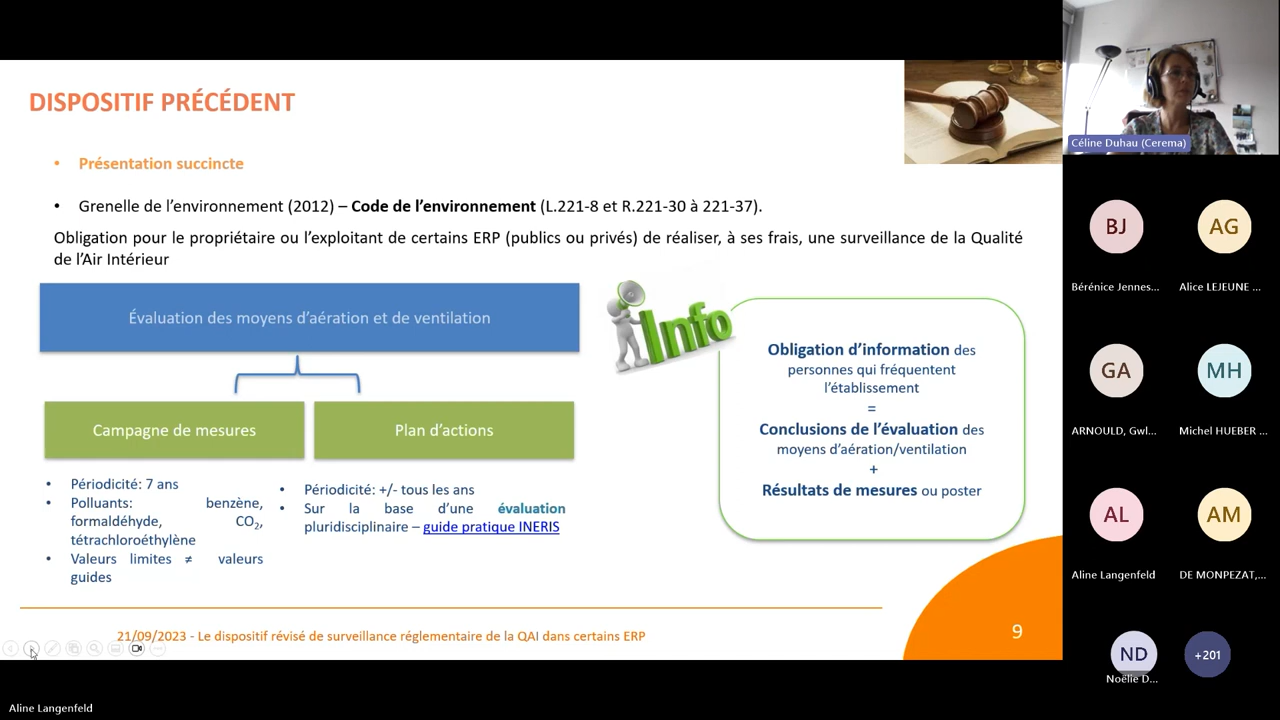 DISPOSITIF PRÉCÉDENT
• Présentation succincte
• Grenelle de l'environnement (2012) – Code de l'environnement (L.221-8 et R.221-30 à 221-37).
Obligation pour le propriétaire ou l'exploitant de certains ERP (publics ou privés) de réaliser, à ses frais, une surveillance de la Qualité
de l'Air Intérieur
Évaluation des moyens d'aération et de ventilation
Campagne de mesures
Plan d'actions
• Périodicité: 7 ans
• Polluants: benzène,
formaldéhyde, CO2,
tétrachloroéthylène
• Valeurs limites ≠ valeurs
guides
• Périodicité: +/- tous les ans
• Sur la base d'une évaluation
pluridisciplinaire – guide pratique INERIS
Info
Obligation d'information des
personnes qui fréquentent
l'établissement
=
Conclusions de l'évaluation des
moyens d'aération/ventilation
+
Résultats de mesures ou poster
21/09/2023 - Le dispositif révisé de surveillance réglementaire de la QAI dans certains ERP
9
Céline Duhau (Cerema)
BJ
Bérénice Jennes...
AG
Alice LEJEUNE ...
GA
ARNOULD, Gwl...
MH
Michel HUEBER ...
AL
Aline Langenfeld
AM
DE MONPEZAT,...
ND
Noëlie D...
+201
Aline Langenfeld